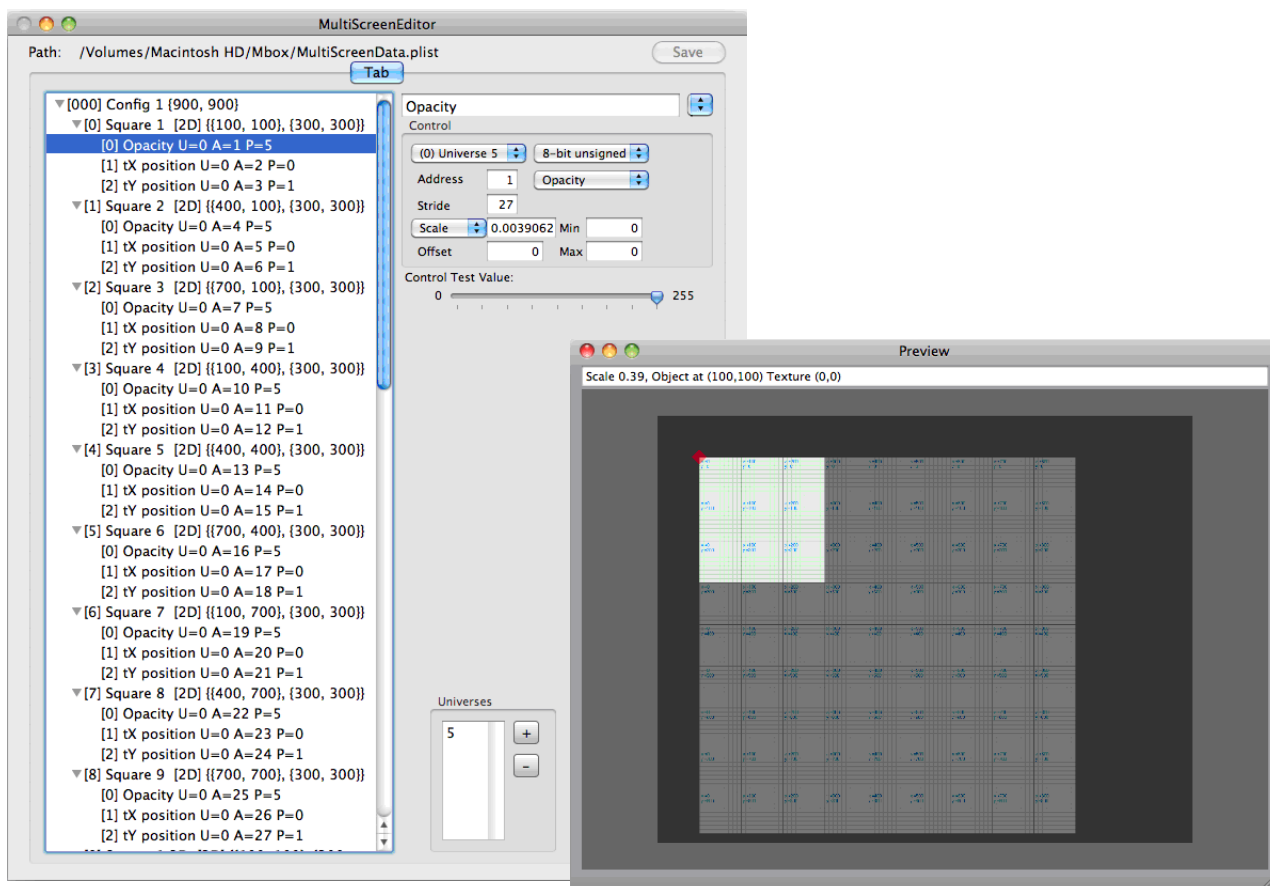 MultiScreenEditor
Path: /Volumes/Macintosh HD/Mbox/MultiScreenData.plist
Save
Tab
[000] Config 1 {900, 900}
[0] Square 1 [2D] {{100, 100}, {300, 300}}
[0] Opacity U=0 A=1 P=5
[1] tX position U=0 A=2 P=0
[2] tY position U=0 A=3 P=1
[1] Square 2 [2D] {{400, 100}, {300, 300}}
[0] Opacity U=0 A=4 P=5
[1] tX position U=0 A=5 P=0
[2] tY position U=0 A=6 P=1
[2] Square 3 [2D] {{700, 100}, {300, 300}}
[0] Opacity U=0 A=7 P=5
[1] tX position U=0 A=8 P=0
[2] tY position U=0 A=9 P=1
[3] Square 4 [2D] {{100, 400}, {300, 300}}
[0] Opacity U=0 A=10 P=5
[1] tX position U=0 A=11 P=0
[2] tY position U=0 A=12 P=1
[4] Square 5 [2D] {{400, 400}, {300, 300}}
[0] Opacity U=0 A=13 P=5
[1] tX position U=0 A=14 P=0
[2] tY position U=0 A=15 P=1
[5] Square 6 [2D] {{700, 400}, {300, 300}}
[0] Opacity U=0 A=16 P=5
[1] tX position U=0 A=17 P=0
[2] tY position U=0 A=18 P=1
[6] Square 7 [2D] {{100, 700}, {300, 300}}
[0] Opacity U=0 A=19 P=5
[1] tX position U=0 A=20 P=0
[2] tY position U=0 A=21 P=1
[7] Square 8 [2D] {{400, 700}, {300, 300}}
[0] Opacity U=0 A=22 P=5
[1] tX position U=0 A=23 P=0
[2] tY position U=0 A=24 P=1
[8] Square 9 [2D] {{700, 700}, {300, 300}}
[0] Opacity U=0 A=25 P=5
[1] tX position U=0 A=26 P=0
[2] tY position U=0 A=27 P=1
Opacity
Control
(0) Universe 5 8-bit unsigned
Address 1 Opacity
Stride 27
Scale 0.0039062 Min 0
Offset 0 Max 0
Control Test Value:
0 255
Universes
5
+
-
Preview
Scale 0.39, Object at (100,100) Texture (0,0)